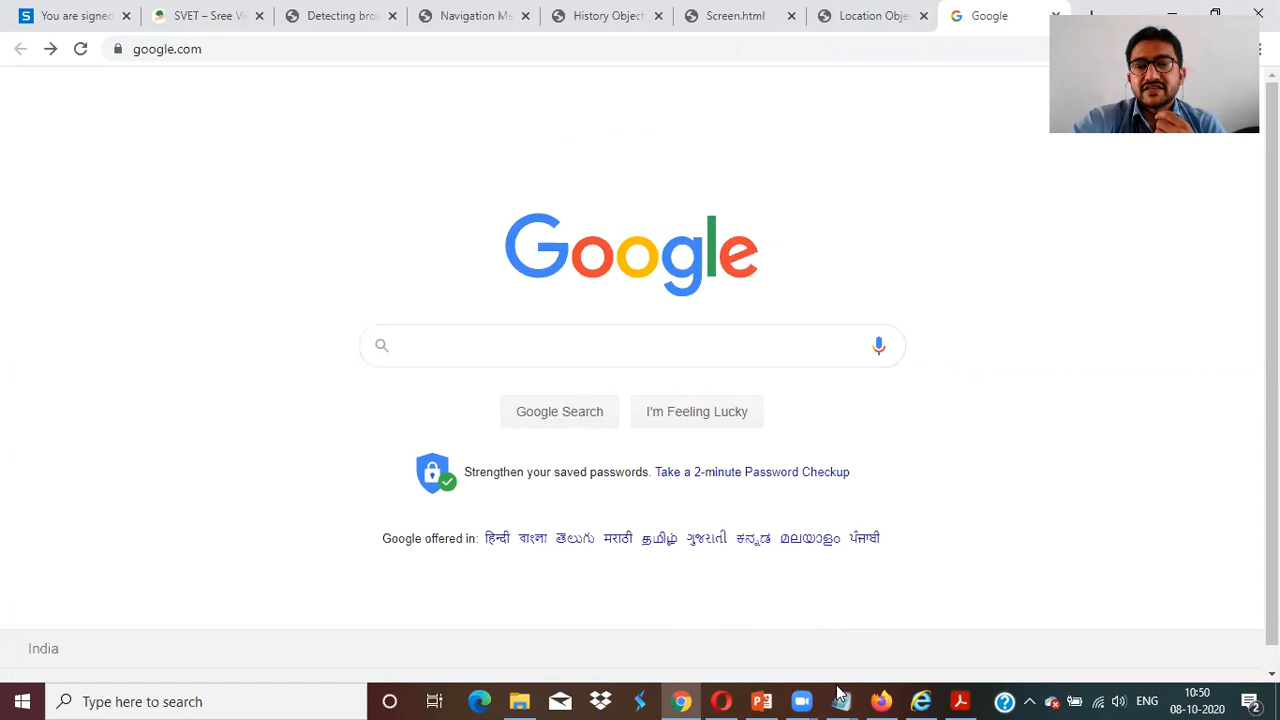 You are signed
SVET – Sree V
Detecting bro
Navigation Me
History Object
Screen.html
Location Obje
Google
google.com
Google
Google Search
I'm Feeling Lucky
Strengthen your saved passwords. Take a 2-minute Password Checkup
Google offered in: हिन्दी বাংলা తెలుగు मराठी தமிழ் ગુજરાતી ಕನ್ನಡ മലയാളം ਪੰਜਾਬੀ
India
Type here to search
ENG
10:50
08-10-2020
2